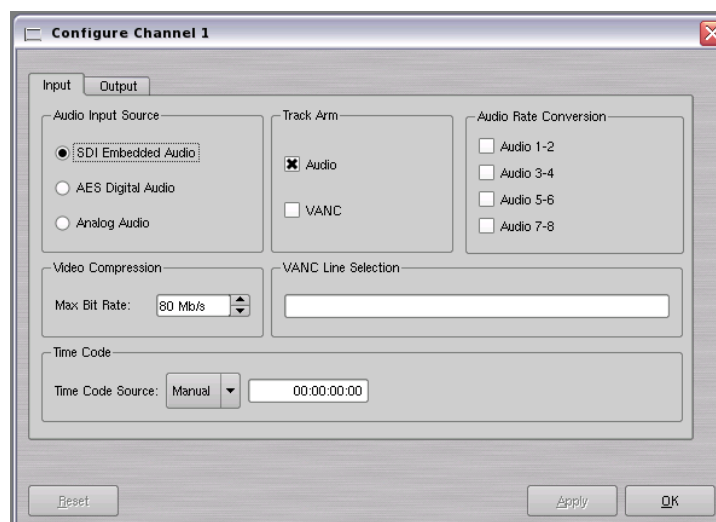 Configure Channel 1
Input
Output
Audio Input Source
SDI Embedded Audio
AES Digital Audio
Analog Audio
Track Arm
Audio
VANC
Audio Rate Conversion
Audio 1-2
Audio 3-4
Audio 5-6
Audio 7-8
Video Compression
Max Bit Rate: 80 Mb/s
VANC Line Selection
Time Code
Time Code Source: Manual 00:00:00:00
Reset
Apply
OK